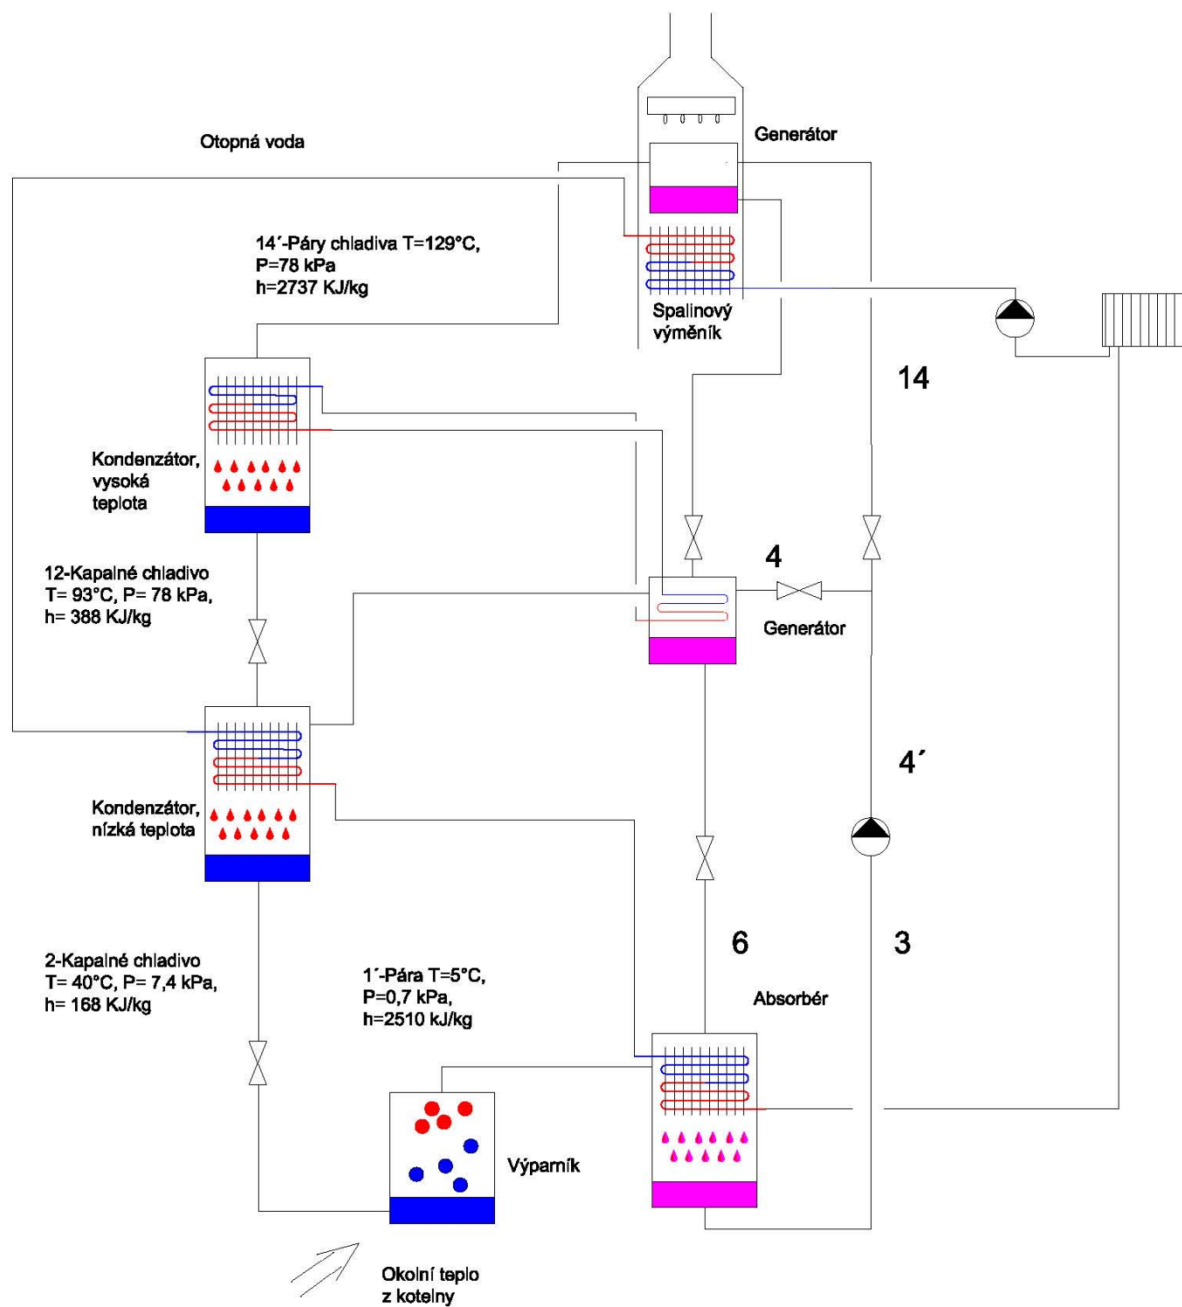 Generátor
Otopná voda
14´-Páry chladiva T=129°C,
P=78 kPa
h=2737 KJ/kg
Spalinový
výměník
14
Kondenzátor,
vysoká
teplota
4
12-Kapalné chladivo
T= 93°C, P= 78 kPa,
h= 388 KJ/kg
Generátor
4´
Kondenzátor,
nízká teplota
6
3
2-Kapalné chladivo
T= 40°C, P= 7,4 kPa,
h= 168 KJ/kg
1´-Pára T=5°C,
P=0,7 kPa,
h=2510 kJ/kg
Absorbér
Výparník
Okolní teplo
z kotelny